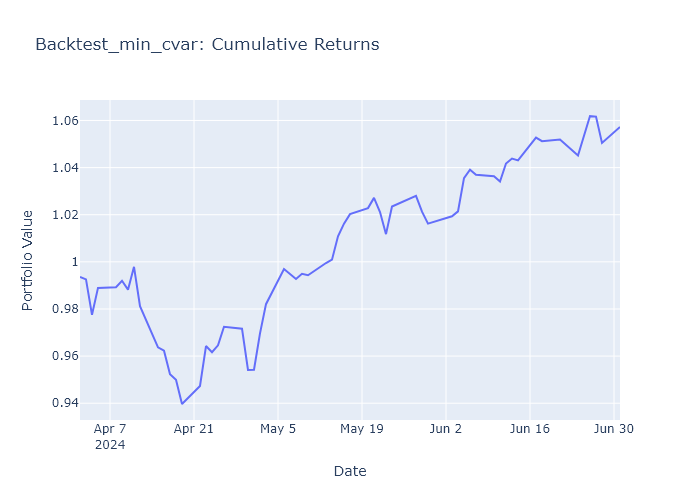 Backtest_min_cvar: Cumulative Returns
1.06
1.04
1.02
1
0.98
0.96
0.94
Portfolio Value
Apr 7
2024
Apr 21
May 5
May 19
Jun 2
Jun 16
Jun 30
Date